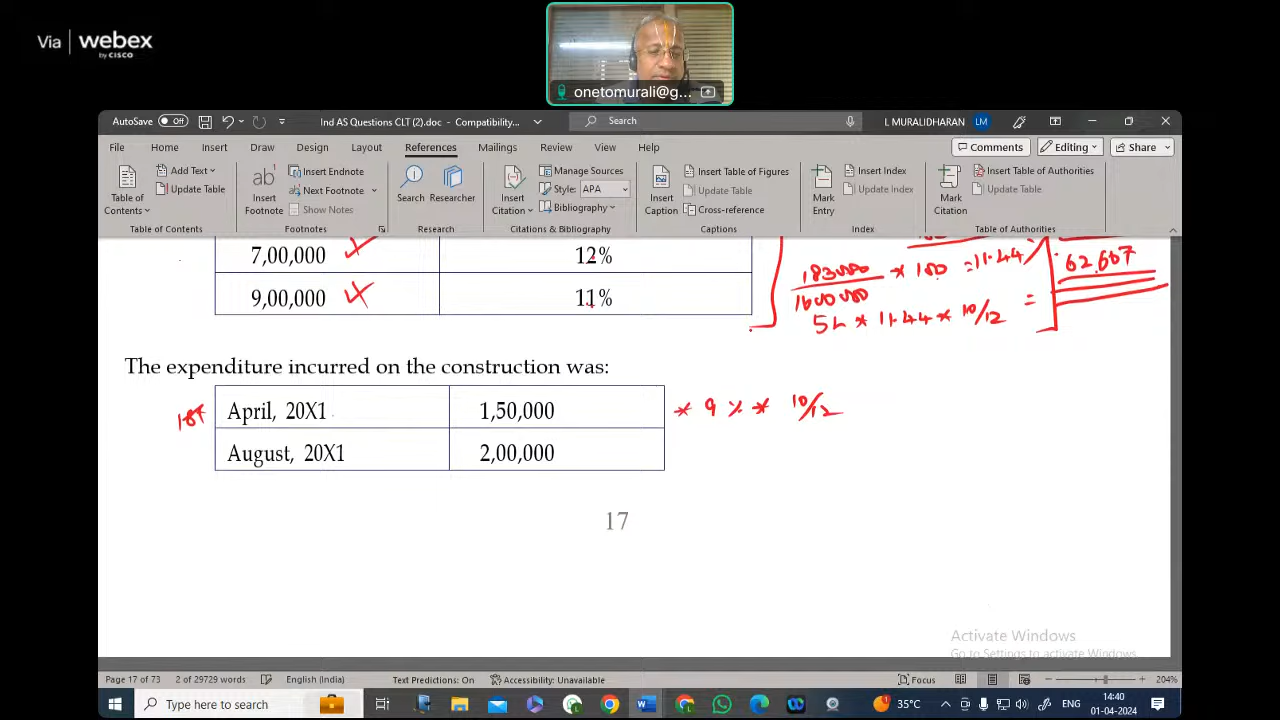 Via webex
by CISCO
onetomurali@g...
AutoSave Off Ind AS Questions CLT (2).doc - Compatibility... Search L MURALIDHARAN LM
File Home Insert Draw Design Layout References Mailings Review View Help Comments Editing Share
Table of Contents Add Text Update Table
ab Insert Footnote Insert Endnote Next Footnote Show Notes
Search Researcher
Insert Citation Manage Sources Style: APA Bibliography
Insert Caption Insert Table of Figures Update Table Cross-reference
Mark Entry Insert Index Update Index
Mark Citation Insert Table of Authorities Update Table
Table of Contents Footnotes Research Citations & Bibliography Captions Index Table of Authorities
7,00,000 12%
9,00,000 11%
183000 * 100 = 11.44
1600000
62,667
5L * 11.44 * 10/12 =
The expenditure incurred on the construction was:
1st April, 20X1 1,50,000 * 9 % * 10/12
August, 20X1 2,00,000
17
Activate Windows
Go to Settings to activate Windows.
Page 17 of 73 2 of 29729 words English (India) Text Predictions: On Accessibility: Unavailable Focus 204%
Type here to search 35°C ENG 14:40
01-04-2024